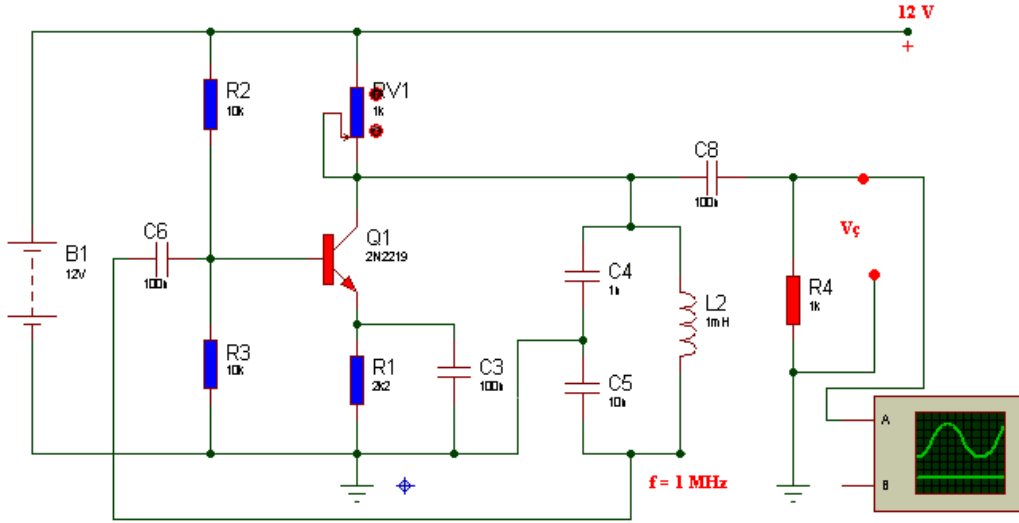 12 V
+
R2
10k
RV1
1k
C8
100n
C6
100n
Q1
2N2219
B1
12V
Vç
C4
1n
L2
1mH
R4
1k
R3
10k
R1
2k2
C3
100n
C5
10n
A
B
f = 1 MHz